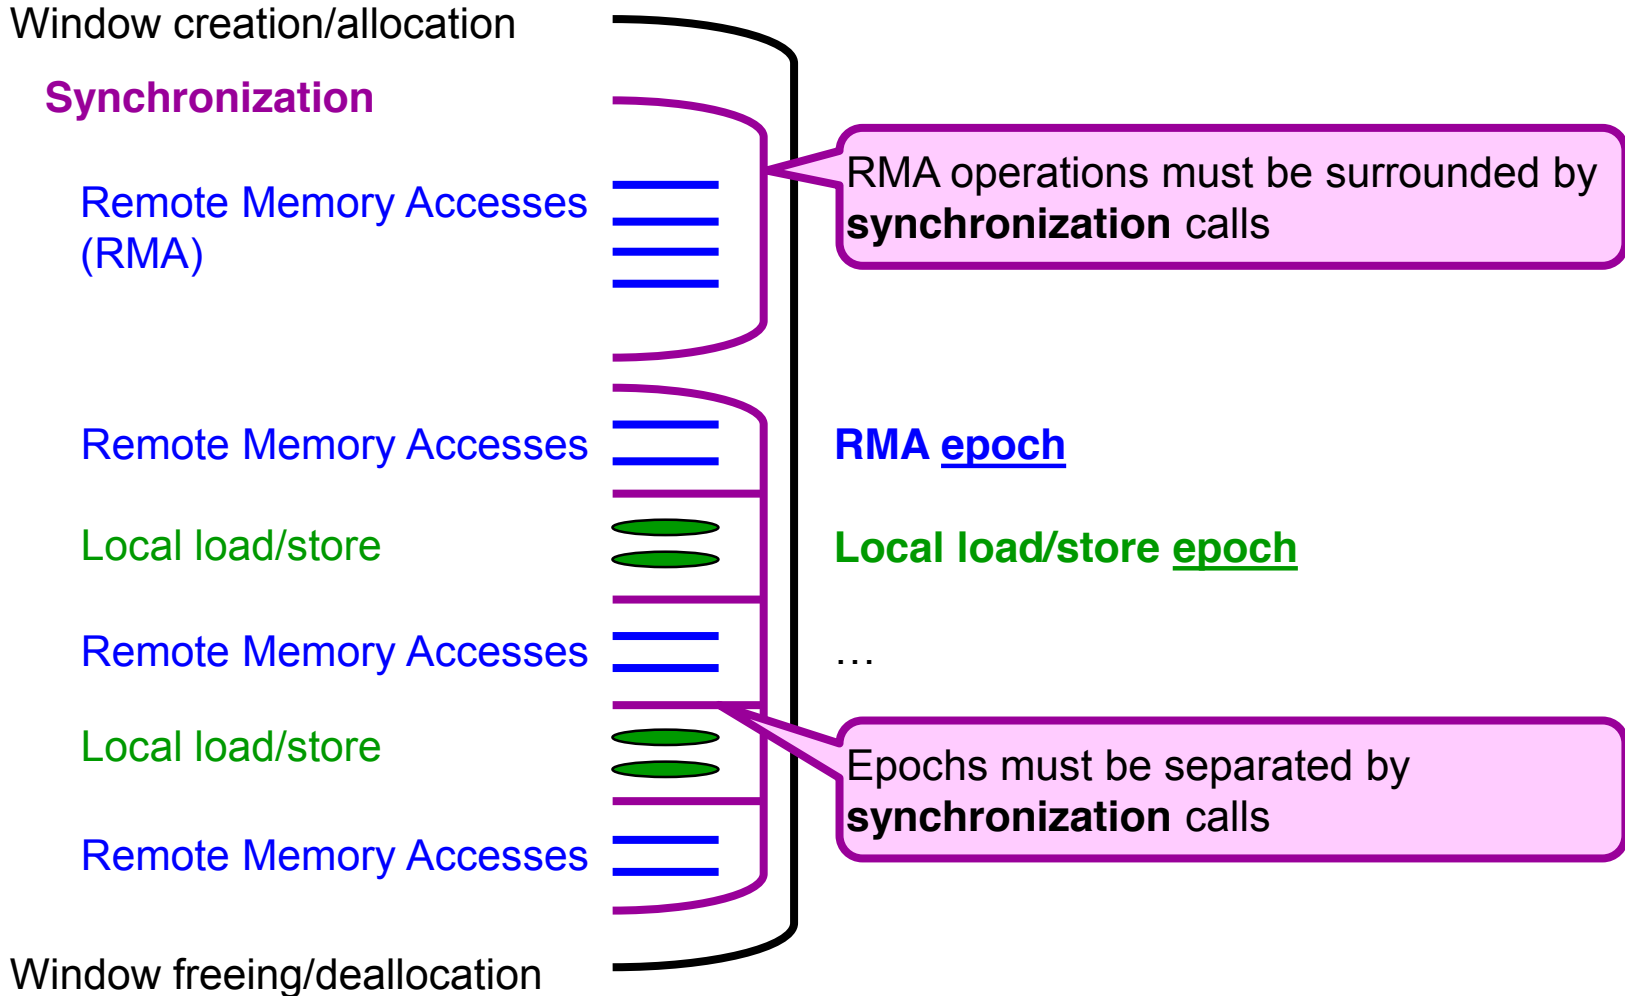 Window creation/allocation
Synchronization
RMA operations must be surrounded by
synchronization calls
Remote Memory Accesses
(RMA)
Remote Memory Accesses
RMA epoch
Local load/store
Local load/store epoch
Remote Memory Accesses
…
Local load/store
Epochs must be separated by
synchronization calls
Remote Memory Accesses
Window freeing/deallocation